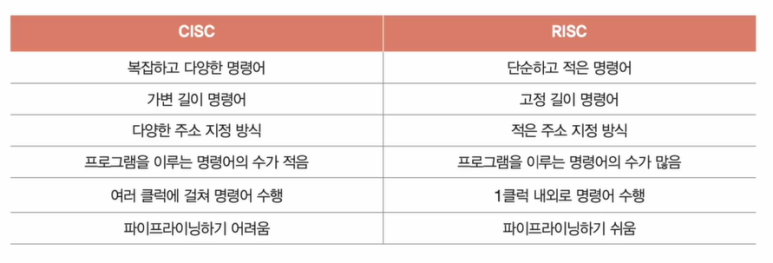 CISC RISC
복잡하고 다양한 명령어 단순하고 적은 명령어
가변 길이 명령어 고정 길이 명령어
다양한 주소 지정 방식 적은 주소 지정 방식
프로그램을 이루는 명령어의 수가 적음 프로그램을 이루는 명령어의 수가 많음
여러 클럭에 걸쳐 명령어 수행 1클럭 내외로 명령어 수행
파이프라이닝하기 어려움 파이프라이닝하기 쉬움